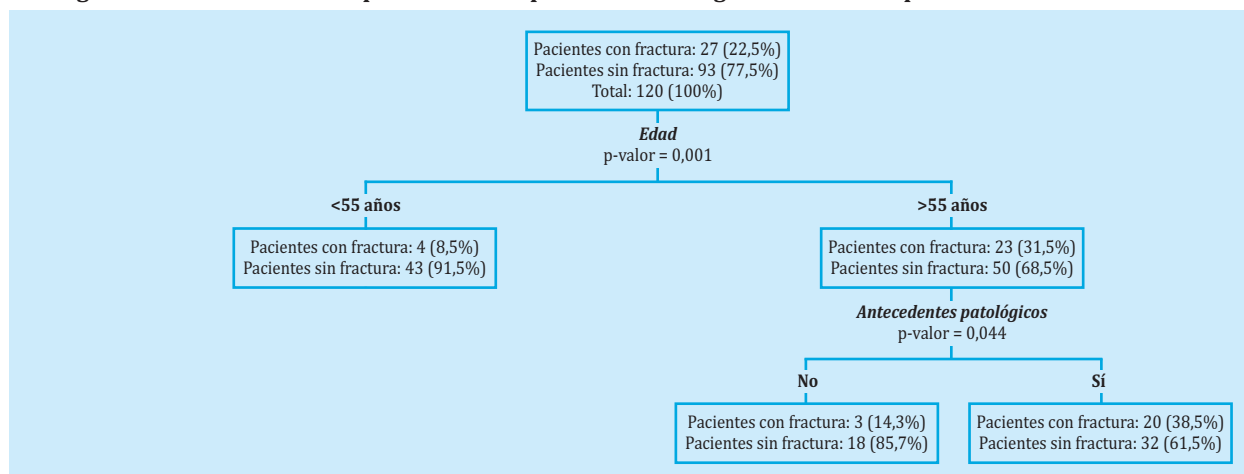 Pacientes con fractura: 27 (22,5%)
Pacientes sin fractura: 93 (77,5%)
Total: 120 (100%)
Edad
p-valor = 0,001
<55 años
>55 años
Pacientes con fractura: 4 (8,5%)
Pacientes sin fractura: 43 (91,5%)
Pacientes con fractura: 23 (31,5%)
Pacientes sin fractura: 50 (68,5%)
Antecedentes patológicos
p-valor = 0,044
No
Sí
Pacientes con fractura: 3 (14,3%)
Pacientes sin fractura: 18 (85,7%)
Pacientes con fractura: 20 (38,5%)
Pacientes sin fractura: 32 (61,5%)